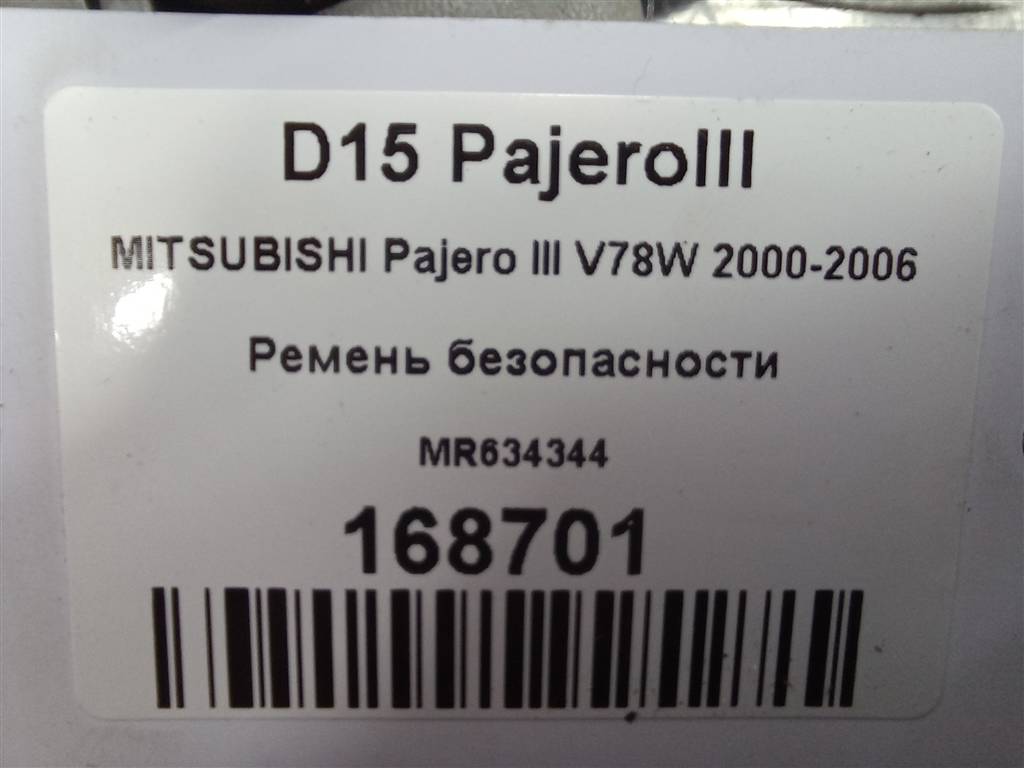 D15 PajeroIII
MITSUBISHI Pajero III V78W 2000-2006
Ремень безопасности
MR634344
168701